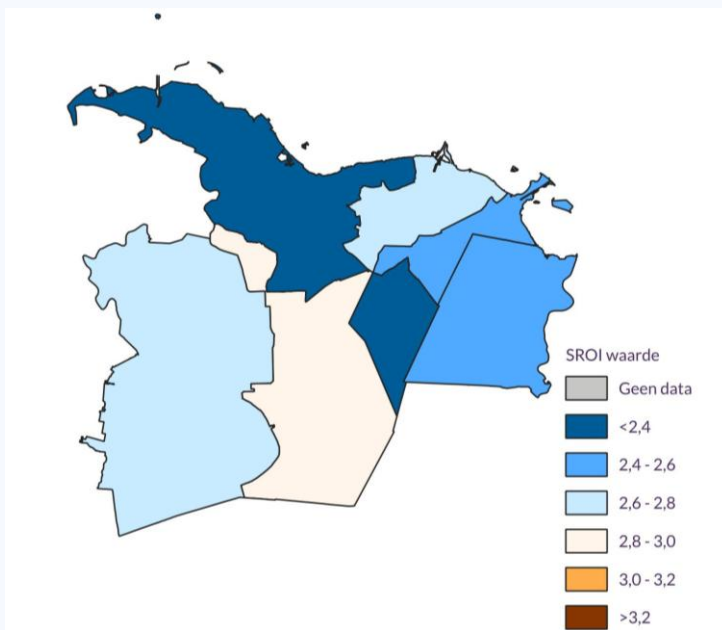 SROI waarde
Geen data
<2,4
2,4 - 2,6
2,6 - 2,8
2,8 - 3,0
3,0 - 3,2
>3,2